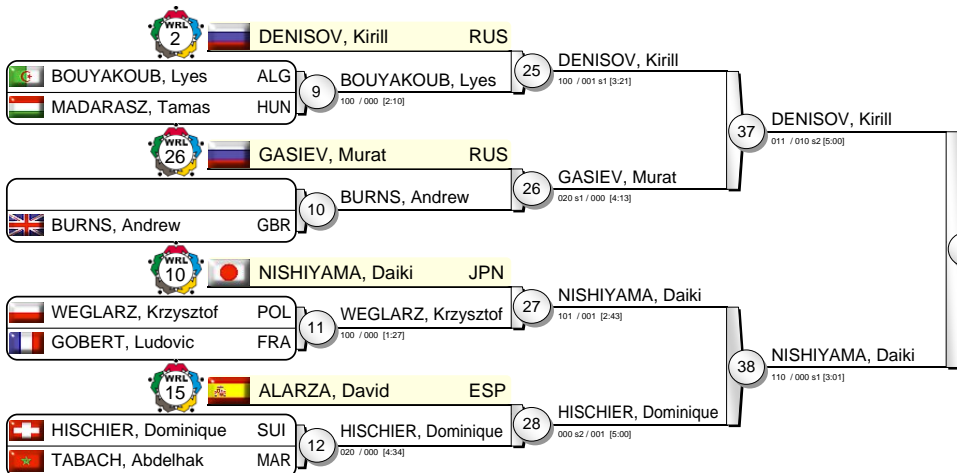 WRL 2 DENISOV, Kirill RUS
BOUYAKOUB, Lyes ALG
MADARASZ, Tamas HUN
9 BOUYAKOUB, Lyes
100 / 000 [2:10]
25 DENISOV, Kirill
100 / 001 s1 [3:21]
WRL 26 GASIEV, Murat RUS
BURNS, Andrew GBR
10 BURNS, Andrew
26 GASIEV, Murat
020 s1 / 000 [4:13]
37 DENISOV, Kirill
011 / 010 s2 [5:00]
WRL 10 NISHIYAMA, Daiki JPN
WEGLARZ, Krzysztof POL
GOBERT, Ludovic FRA
11 WEGLARZ, Krzysztof
100 / 000 [1:27]
27 NISHIYAMA, Daiki
101 / 001 [2:43]
WRL 15 ALARZA, David ESP
HISCHIER, Dominique SUI
TABACH, Abdelhak MAR
12 HISCHIER, Dominique
020 / 000 [4:34]
28 HISCHIER, Dominique
000 s2 / 001 [5:00]
38 NISHIYAMA, Daiki
110 / 000 s1 [3:01]